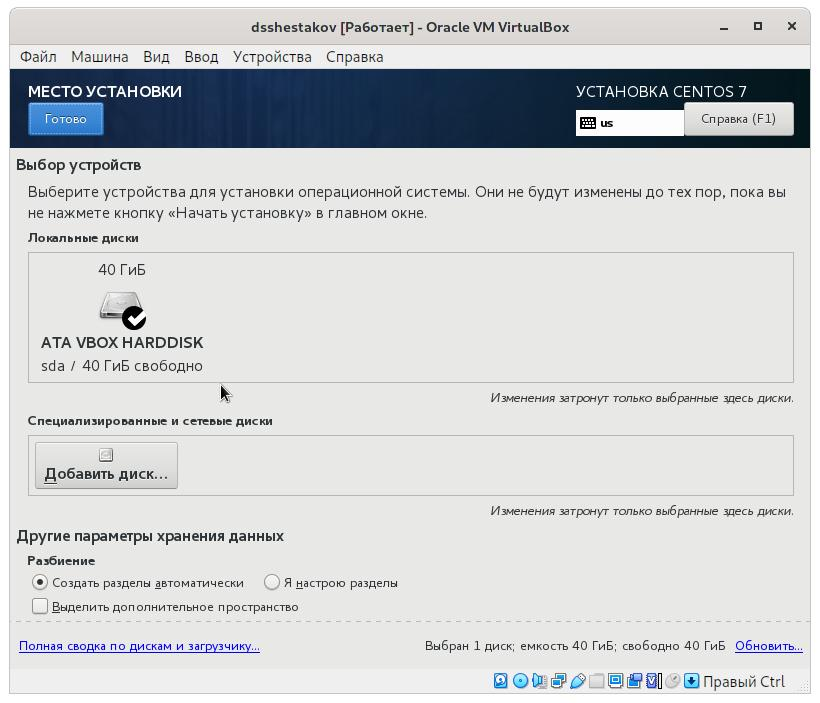 dsshestakov [Работает] - Oracle VM VirtualBox
Файл Машина Вид Ввод Устройства Справка
МЕСТО УСТАНОВКИ
УСТАНОВКА CENTOS 7
Готово
us
Справка (F1)
Выбор устройств
Выберите устройства для установки операционной системы. Они не будут изменены до тех пор, пока вы
не нажмете кнопку «Начать установку» в главном окне.
Локальные диски
40 ГиБ
ATA VBOX HARDDISK
sda / 40 ГиБ свободно
Изменения затронут только выбранные здесь диски.
Специализированные и сетевые диски
Добавить диск...
Изменения затронут только выбранные здесь диски.
Другие параметры хранения данных
Разбиение
Создать разделы автоматически Я настрою разделы
Выделить дополнительное пространство
Полная сводка по дискам и загрузчику... Выбран 1 диск; емкость 40 ГиБ; свободно 40 ГиБ Обновить...
Правый Ctrl